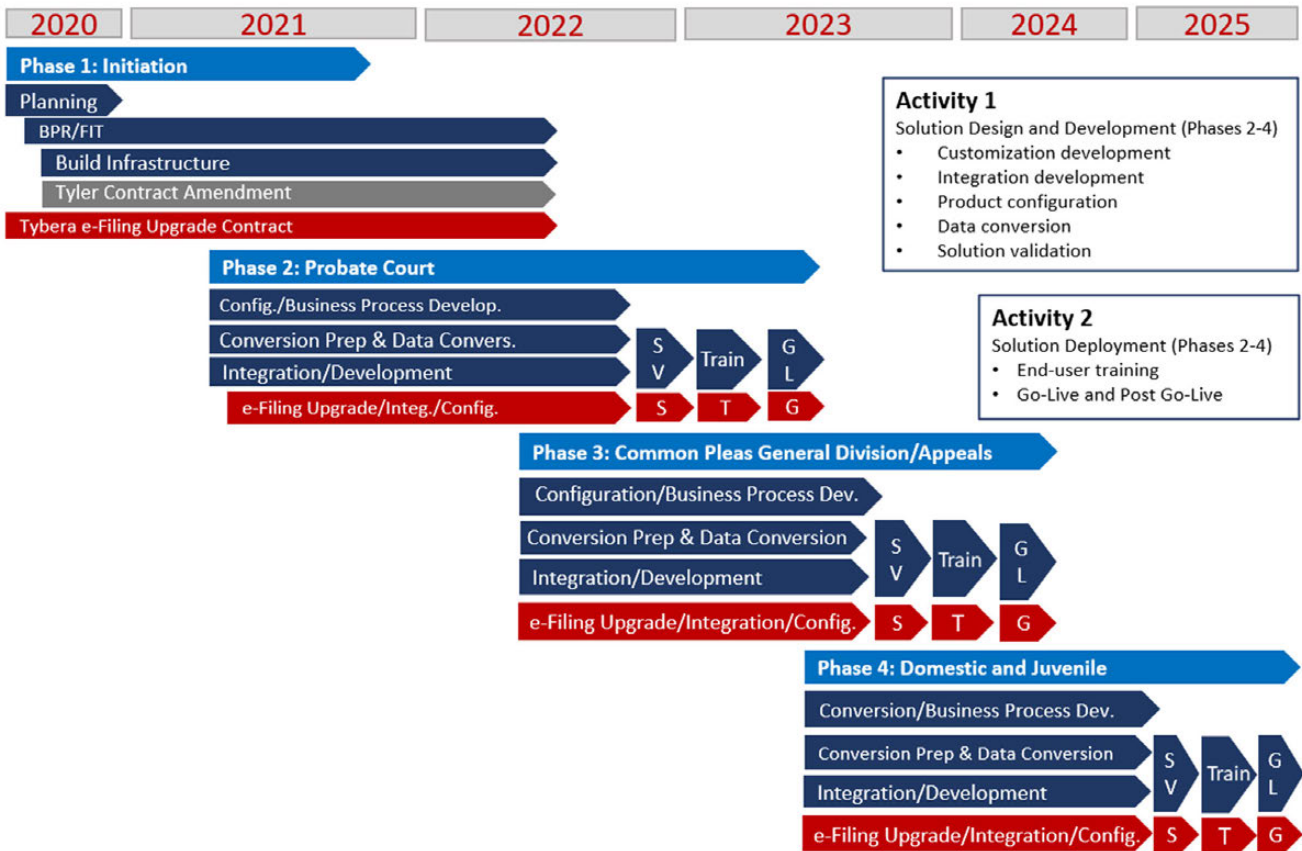 2020 2021 2022 2023 2024 2025
Phase 1: Initiation
Planning
BPR/FIT
Build Infrastructure
Tyler Contract Amendment
Tybera e-Filing Upgrade Contract
Activity 1
Solution Design and Development (Phases 2-4)
• Customization development
• Integration development
• Product configuration
• Data conversion
• Solution validation
Phase 2: Probate Court
Config./Business Process Develop.
Conversion Prep & Data Convers.
Integration/Development
S V
Train
G L
e-Filing Upgrade/Integ./Config.
S T G
Activity 2
Solution Deployment (Phases 2-4)
• End-user training
• Go-Live and Post Go-Live
Phase 3: Common Pleas General Division/Appeals
Configuration/Business Process Dev.
Conversion Prep & Data Conversion
Integration/Development
S V
Train
G L
e-Filing Upgrade/Integration/Config.
S T G
Phase 4: Domestic and Juvenile
Conversion/Business Process Dev.
Conversion Prep & Data Conversion
Integration/Development
S V
Train
G L
e-Filing Upgrade/Integration/Config.
S T G